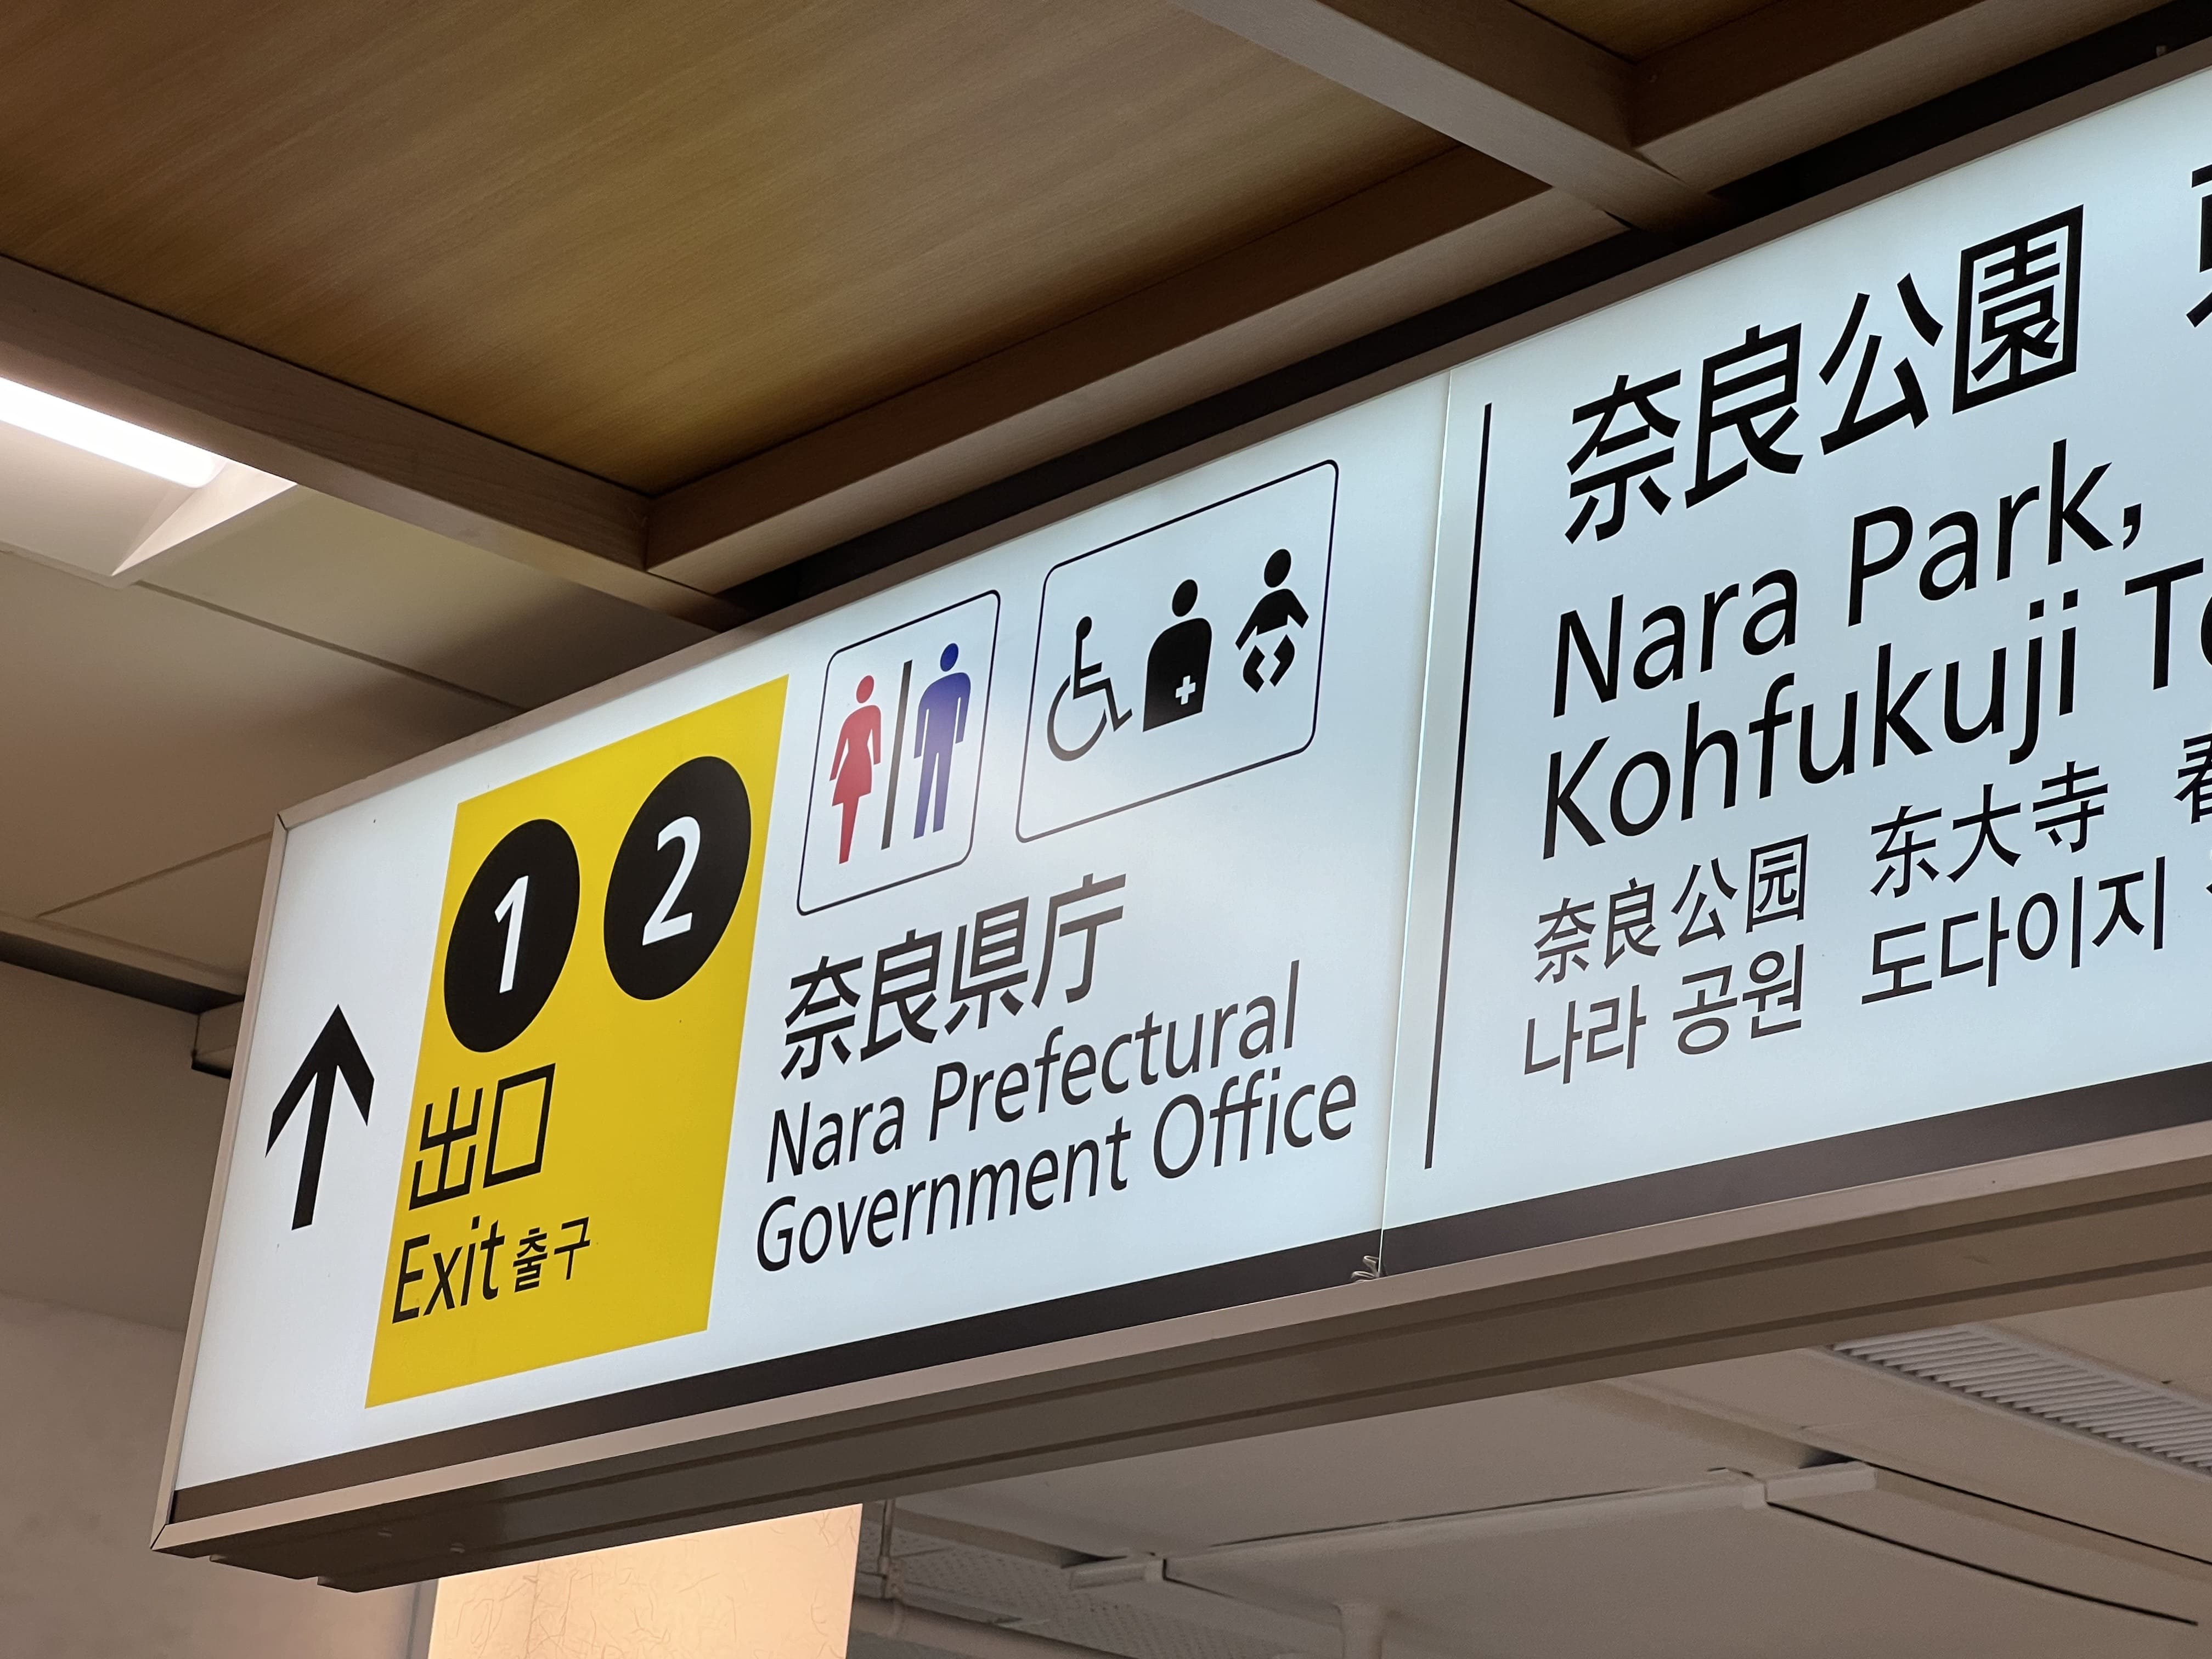 1 2
出口
Exit 출구
奈良県庁
Nara Prefectural
Government Office
奈良公園
Nara Park,
Kohfukuji
奈良公园 东大寺
나라 공원 도다이지